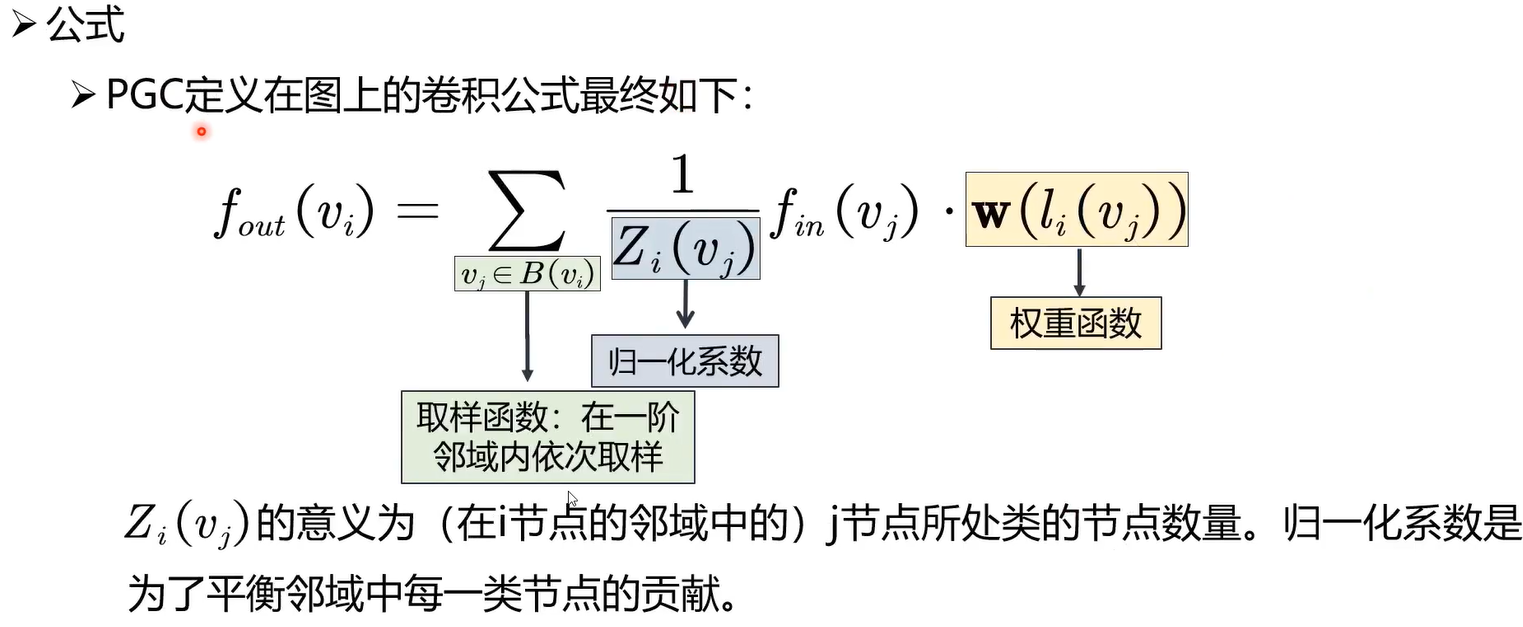 公式
PGC定义在图上的卷积公式最终如下：
f_{out}(v_i) = \sum_{v_j \in B(v_i)} \frac{1}{Z_i(v_j)} f_{in}(v_j) \cdot \mathbf{w}(l_i(v_j))
权重函数
归一化系数
取样函数：在一阶
邻域内依次取样
Z_i(v_j)的意义为（在i节点的邻域中的）j节点所处类的节点数量。归一化系数是
为了平衡邻域中每一类节点的贡献。